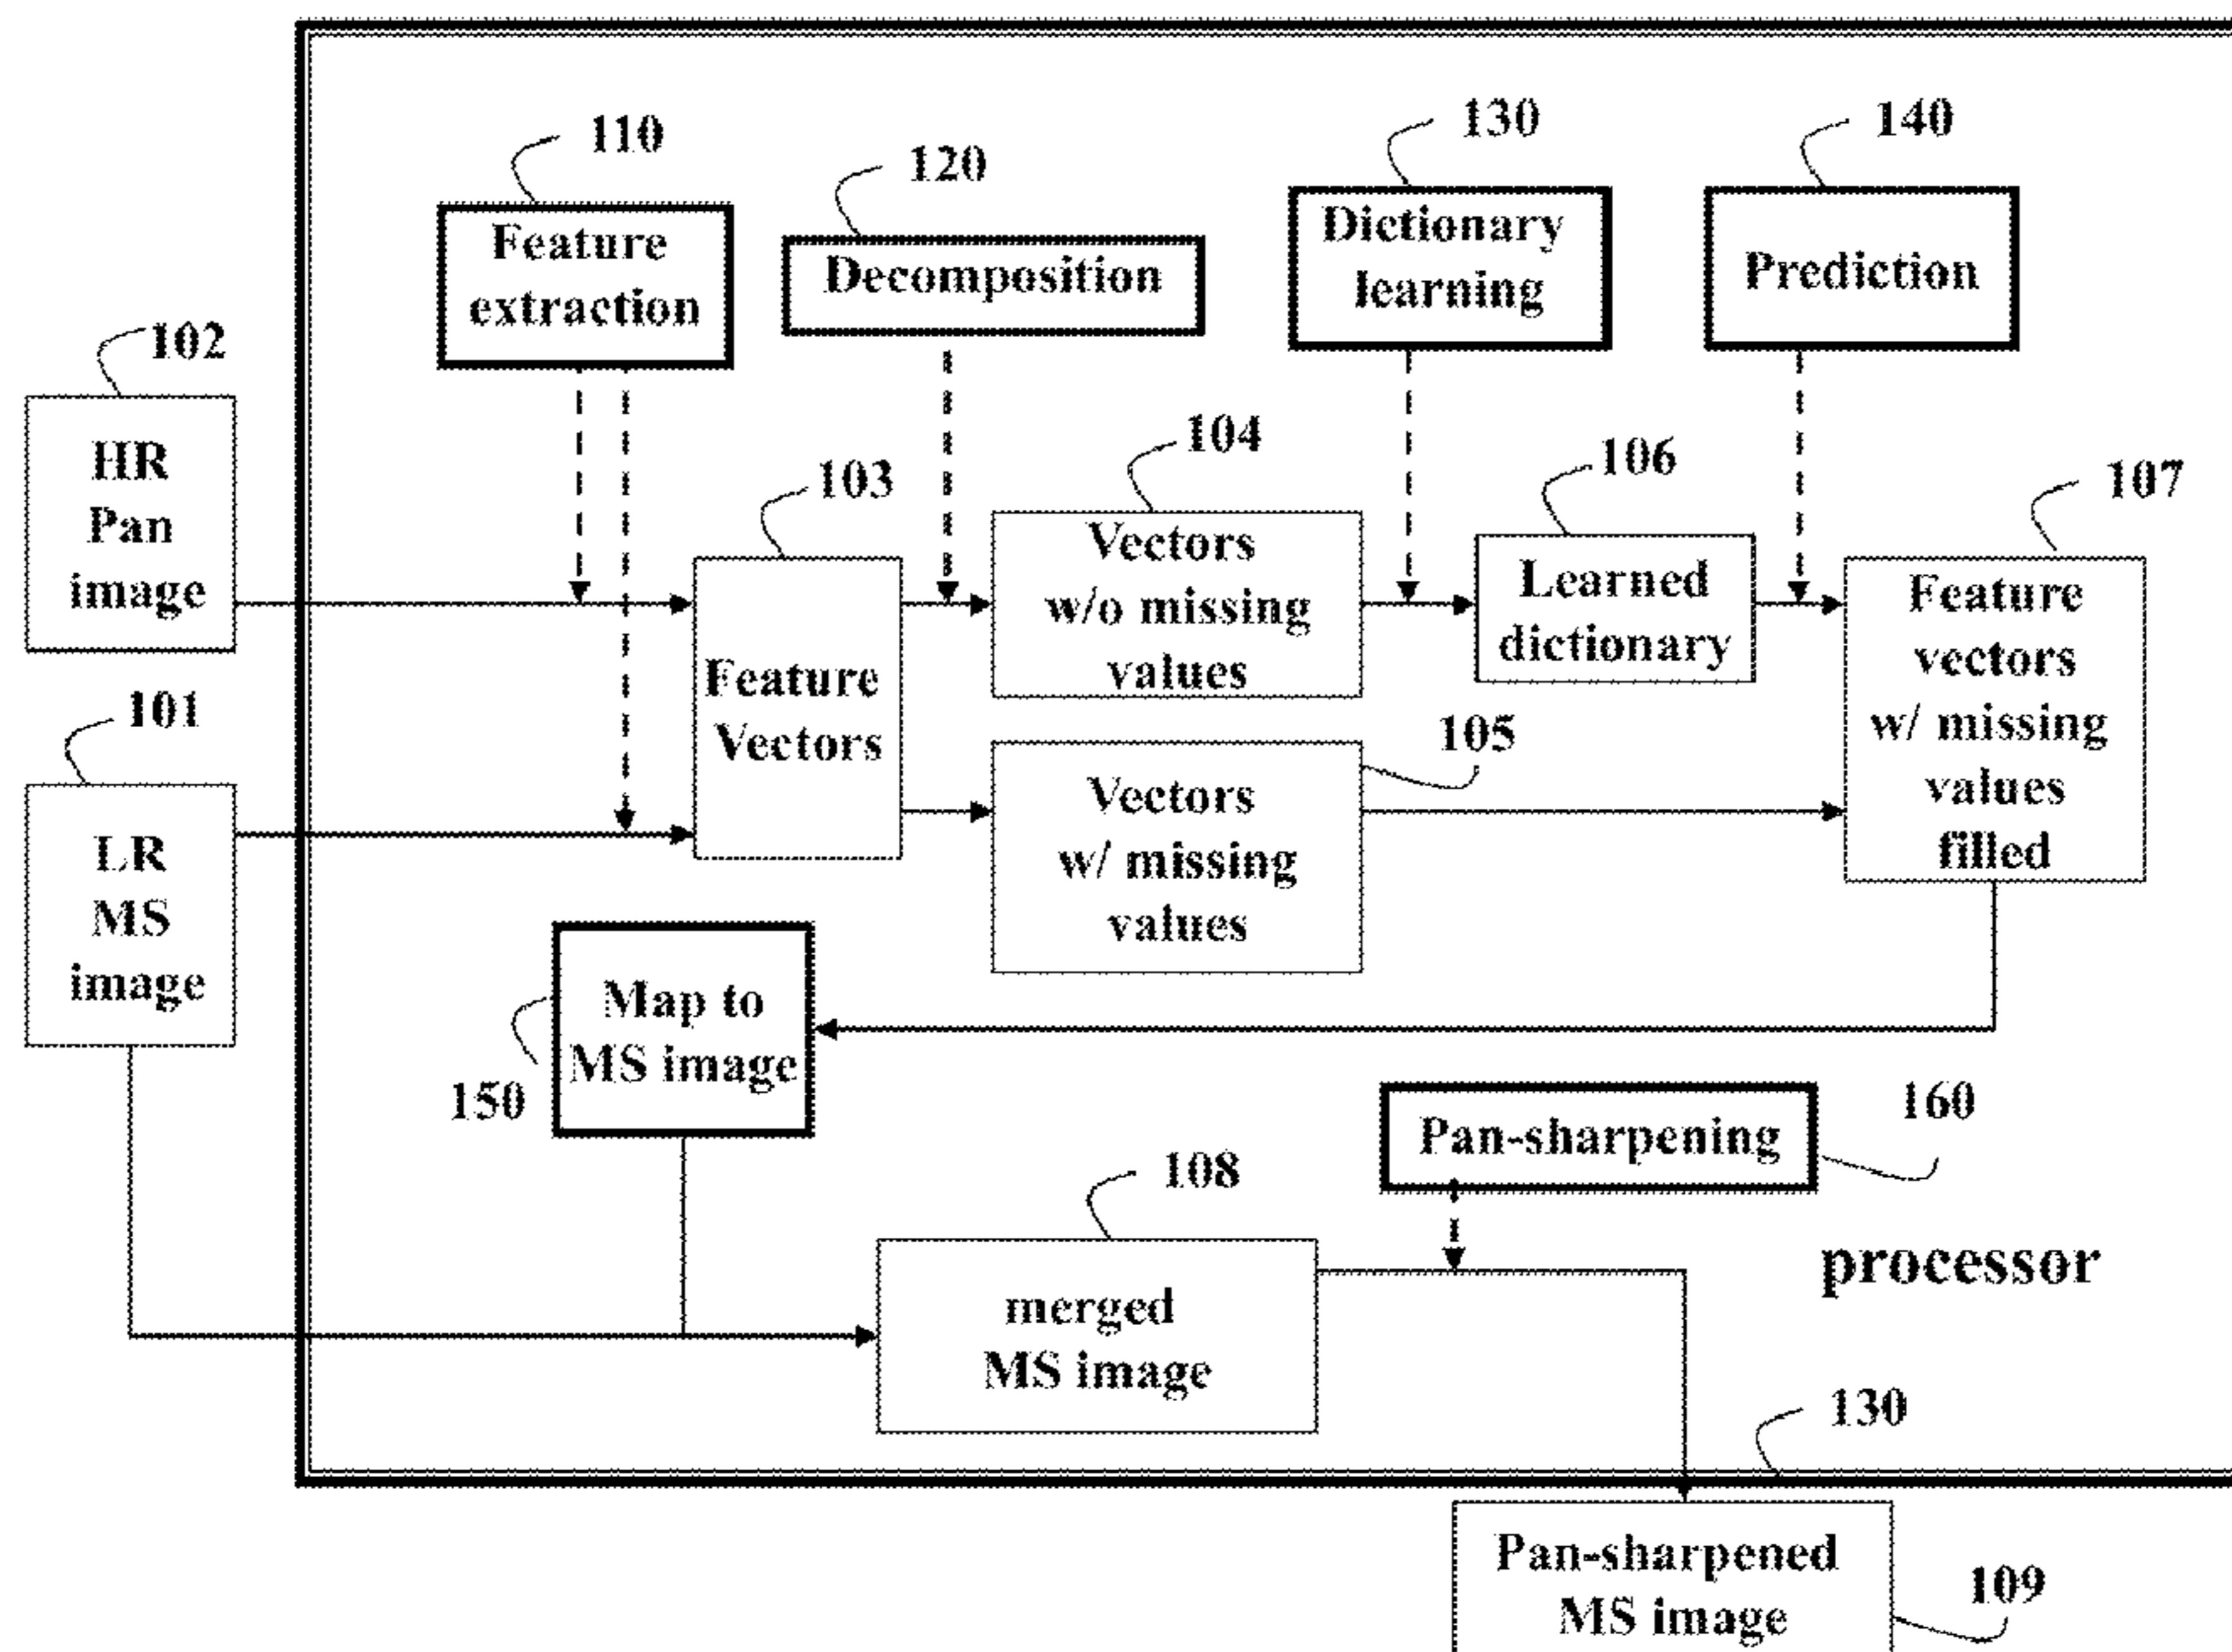 110
120
130
140
Feature
extraction
Decomposition
Dictionary
learning
Prediction
102
HR
Pan
image
103
104
106
107
Feature
Vectors
Vectors
w/o missing
values
Learned
dictionary
Feature
vectors
w/ missing
values
filled
101
LR
MS
image
105
Vectors
w/ missing
values
Map to
MS image
150
Pan-sharpening
160
108
merged
MS image
processor
130
Pan-sharpened
MS image
109